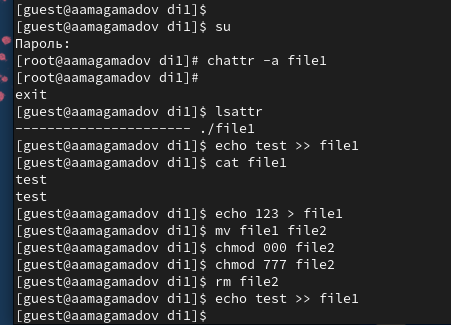 [guest@aamagamadov di1]$
[guest@aamagamadov di1]$ su
Пароль:
[root@aamagamadov di1]# chattr -a file1
[root@aamagamadov di1]#
exit
[guest@aamagamadov di1]$ lsattr
---------------------- ./file1
[guest@aamagamadov di1]$ echo test >> file1
[guest@aamagamadov di1]$ cat file1
test
test
[guest@aamagamadov di1]$ echo 123 > file1
[guest@aamagamadov di1]$ mv file1 file2
[guest@aamagamadov di1]$ chmod 000 file2
[guest@aamagamadov di1]$ chmod 777 file2
[guest@aamagamadov di1]$ rm file2
[guest@aamagamadov di1]$ echo test >> file1
[guest@aamagamadov di1]$